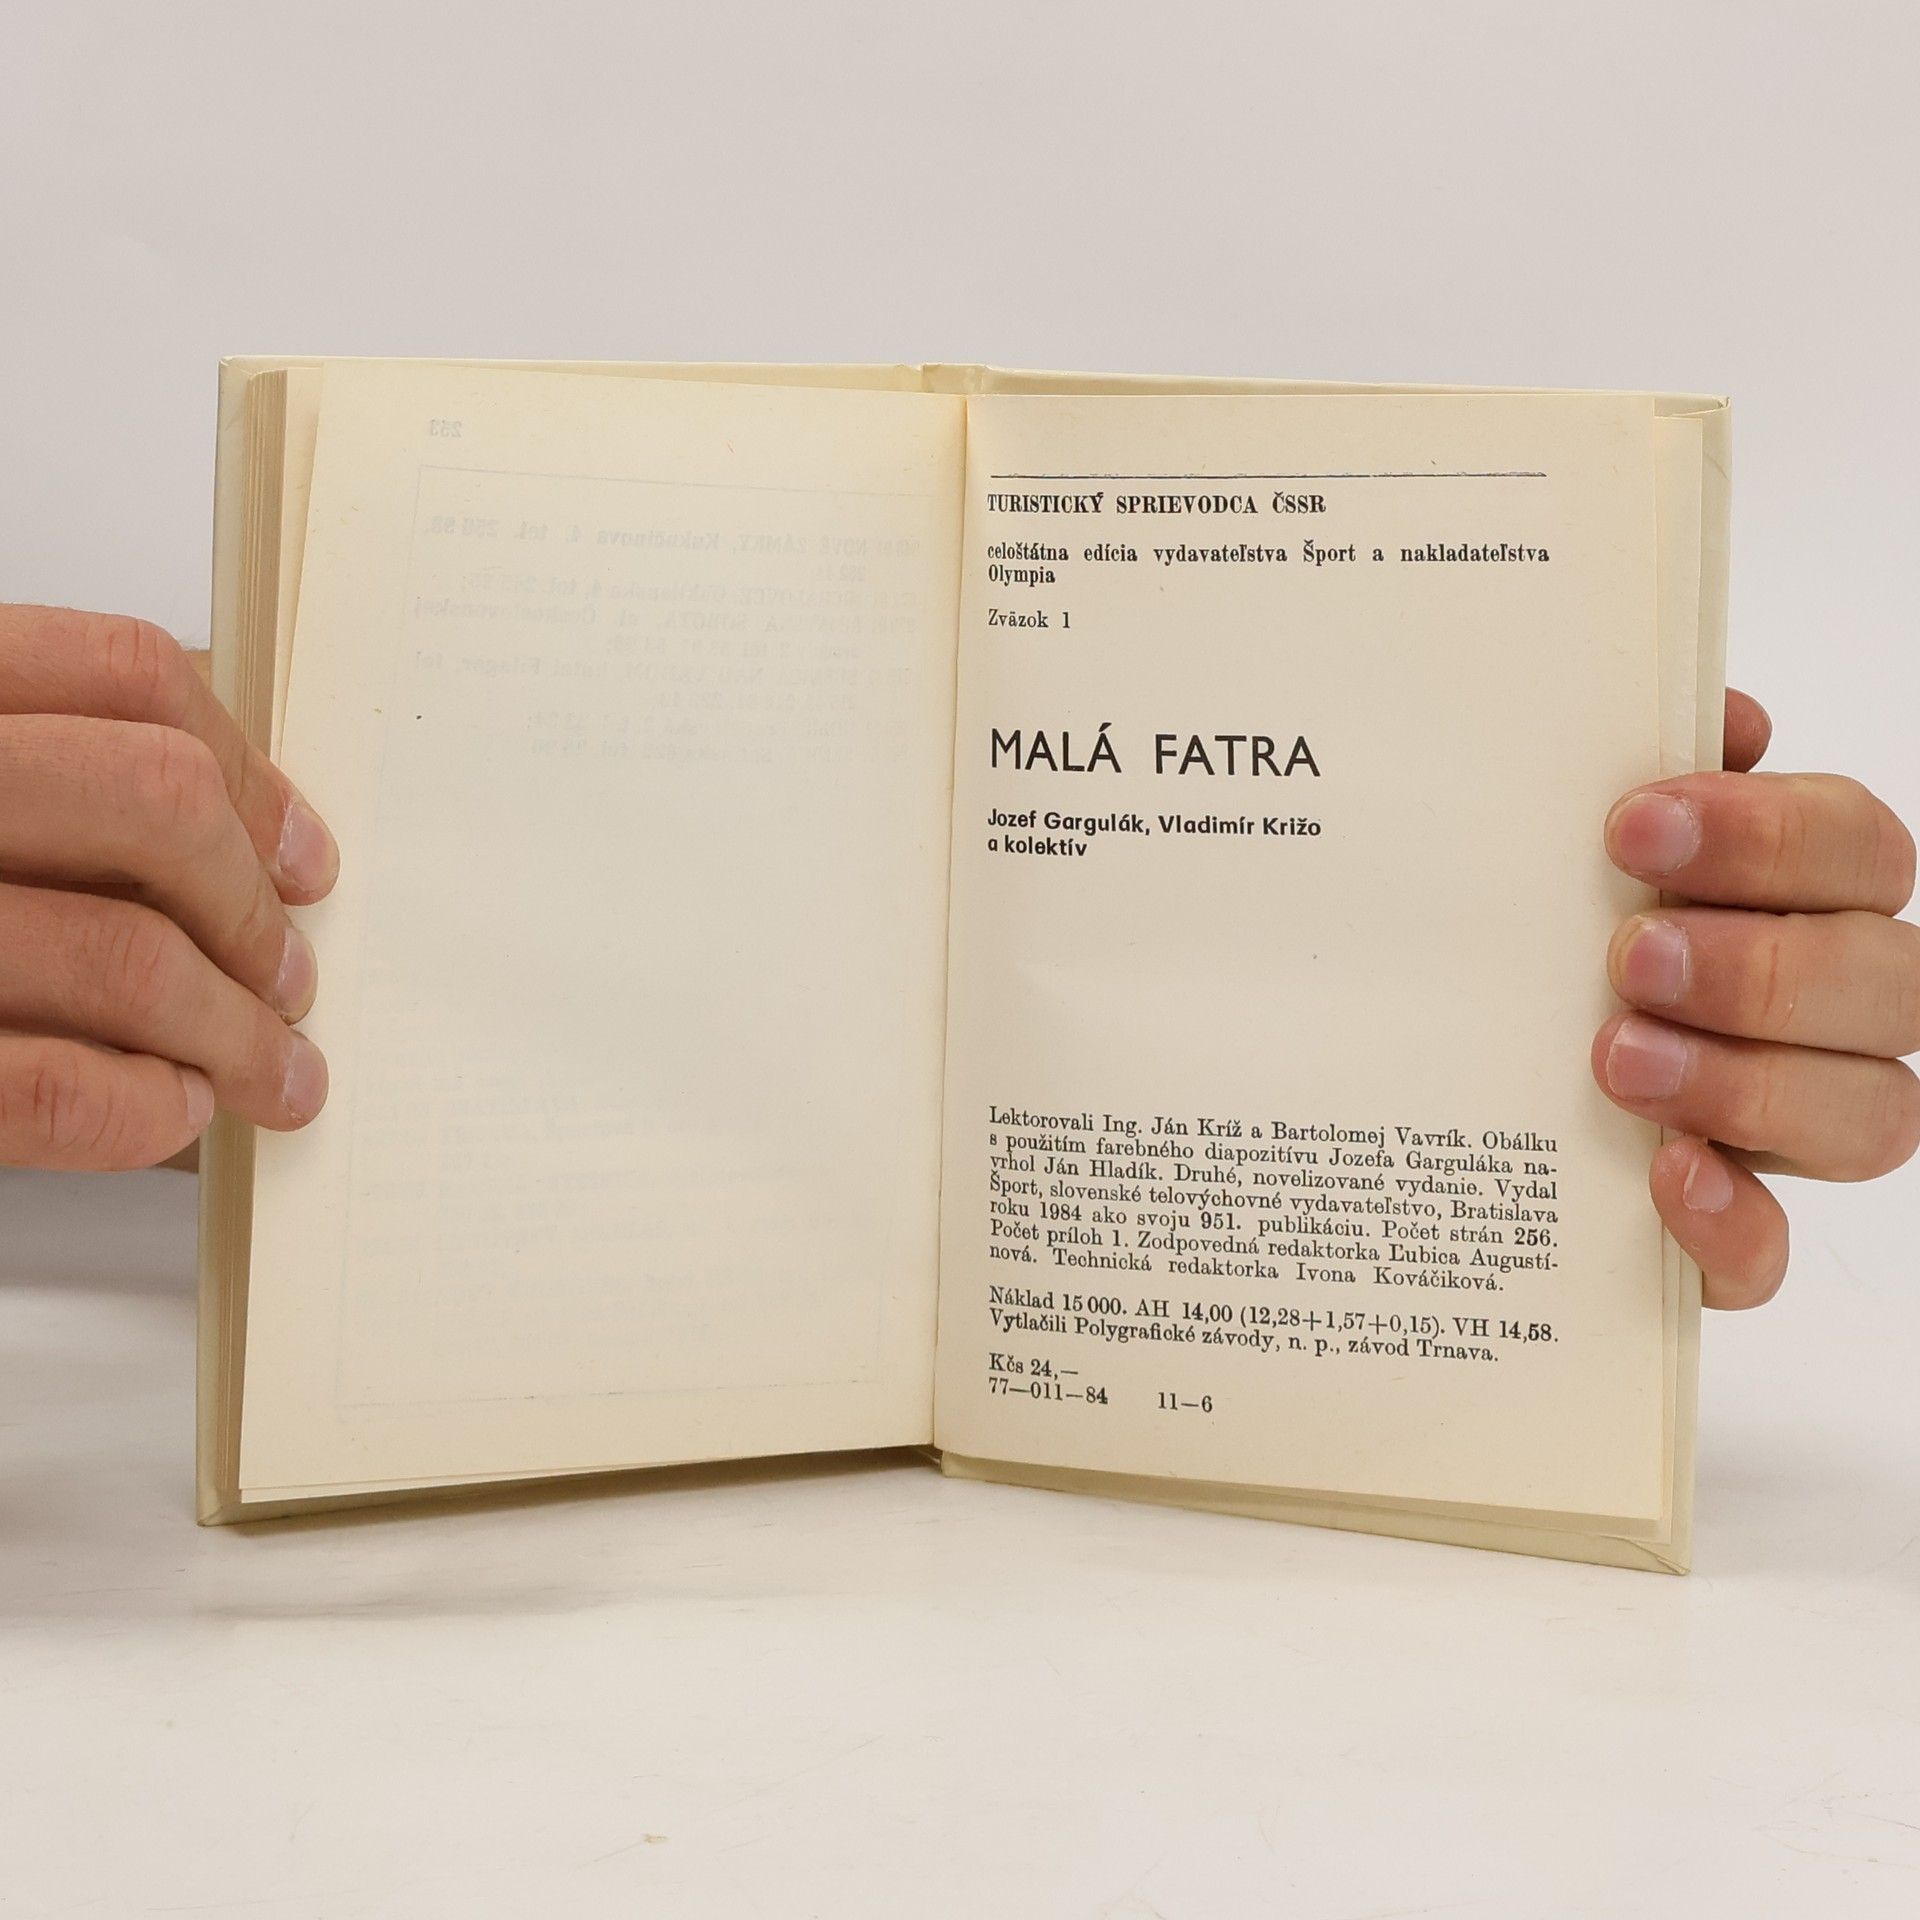 TURISTICKÝ SPRIEVODCA ČSSR
celoštátna edícia vydavateľstva Šport a nakladateľstva
Olympia
Zväzok 1
MALÁ FATRA
Jozef Gargulák, Vladimír Križo
a kolektív
Lektorovali Ing. Ján Kríž a Bartolomej Vavrík. Obálku
s použitím farebného diapozitívu Jozefa Garguláka na-
vrhol Ján Hladík. Druhé, novelizované vydanie. Vydal
Šport, slovenské telovýchovné vydavateľstvo, Bratislava
roku 1984 ako svoju 951. publikáciu. Počet strán 256.
Počet príloh 1. Zodpovedná redaktorka Ľubica Augustí-
nová. Technická redaktorka Ivona Kováčiková.
Náklad 15 000. AH 14,00 (12,28+1,57+0,15). VH 14,58.
Vytlačili Polygrafické závody, n. p., závod Trnava.
Kčs 24,—
77—011—84 11—6